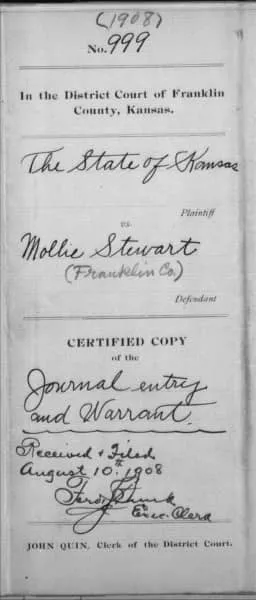 (1908)
No. 999
In the District Court of Franklin
County, Kansas.
The State of Kansas
Plaintiff
vs.
Mollie Stewart
(Franklin Co.)
Defendant
CERTIFIED COPY
of the
Journal entry
and Warrant.
Received & Filed
August 10th 1908
Exec. Clerk
JOHN QUIN, Clerk of the District Court.